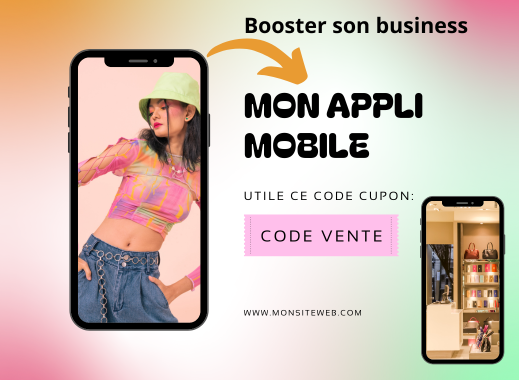 Booster son business
MON APPLI
MOBILE
UTILE CE CODE CUPON:
CODE VENTE
WWW.MONSITEWEB.COM